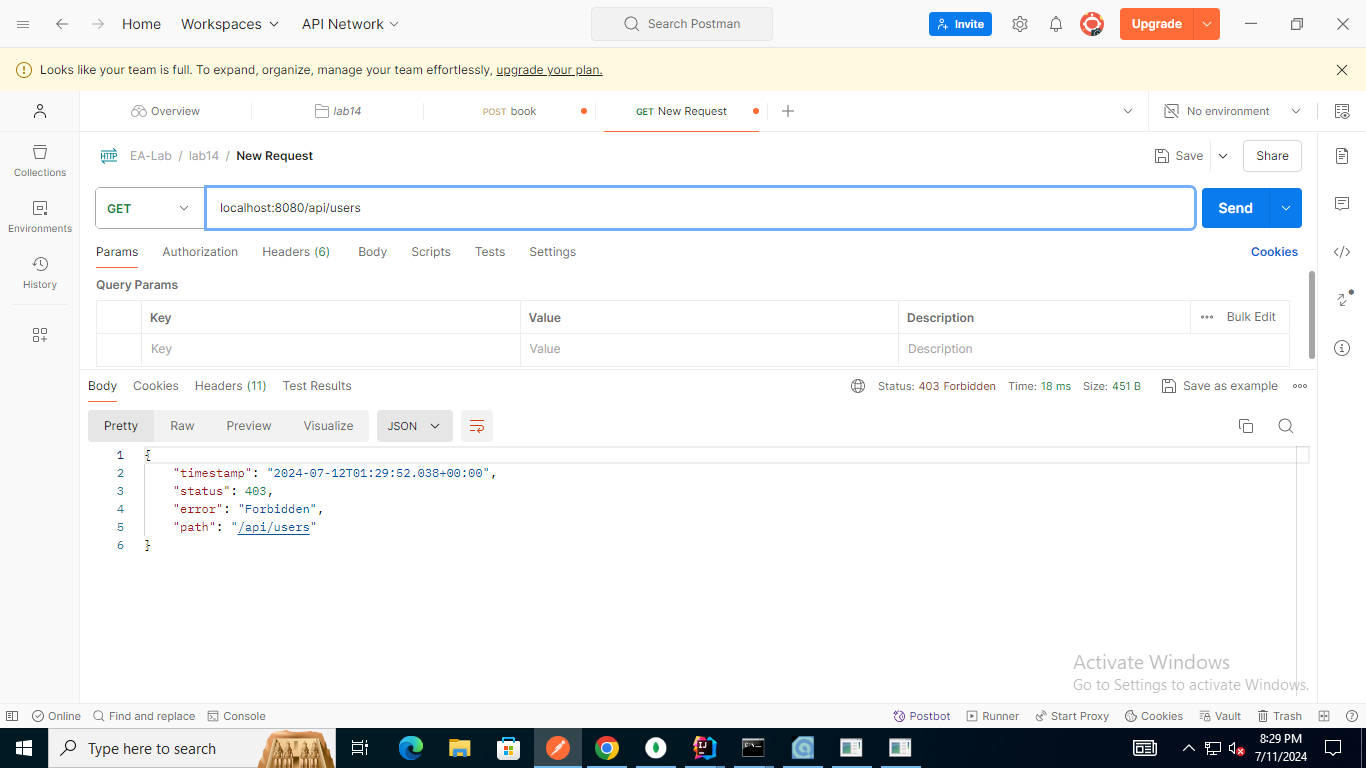 Home Workspaces API Network Search Postman Invite Upgrade
Looks like your team is full. To expand, organize, manage your team effortlessly, upgrade your plan.
Overview lab14 POST book GET New Request No environment
HTTP EA-Lab / lab14 / New Request Save Share
Collections
Environments
History
GET localhost:8080/api/users Send
Params Authorization Headers (6) Body Scripts Tests Settings Cookies
Query Params
Key Value Description Bulk Edit
Key Value Description
Body Cookies Headers (11) Test Results Status: 403 Forbidden Time: 18 ms Size: 451 B Save as example
Pretty Raw Preview Visualize JSON
1 {
2 "timestamp": "2024-07-12T01:29:52.038+00:00",
3 "status": 403,
4 "error": "Forbidden",
5 "path": "/api/users"
6 }
Activate Windows
Go to Settings to activate Windows.
Online Find and replace Console Postbot Runner Start Proxy Cookies Vault Trash
Type here to search
8:29 PM
7/11/2024